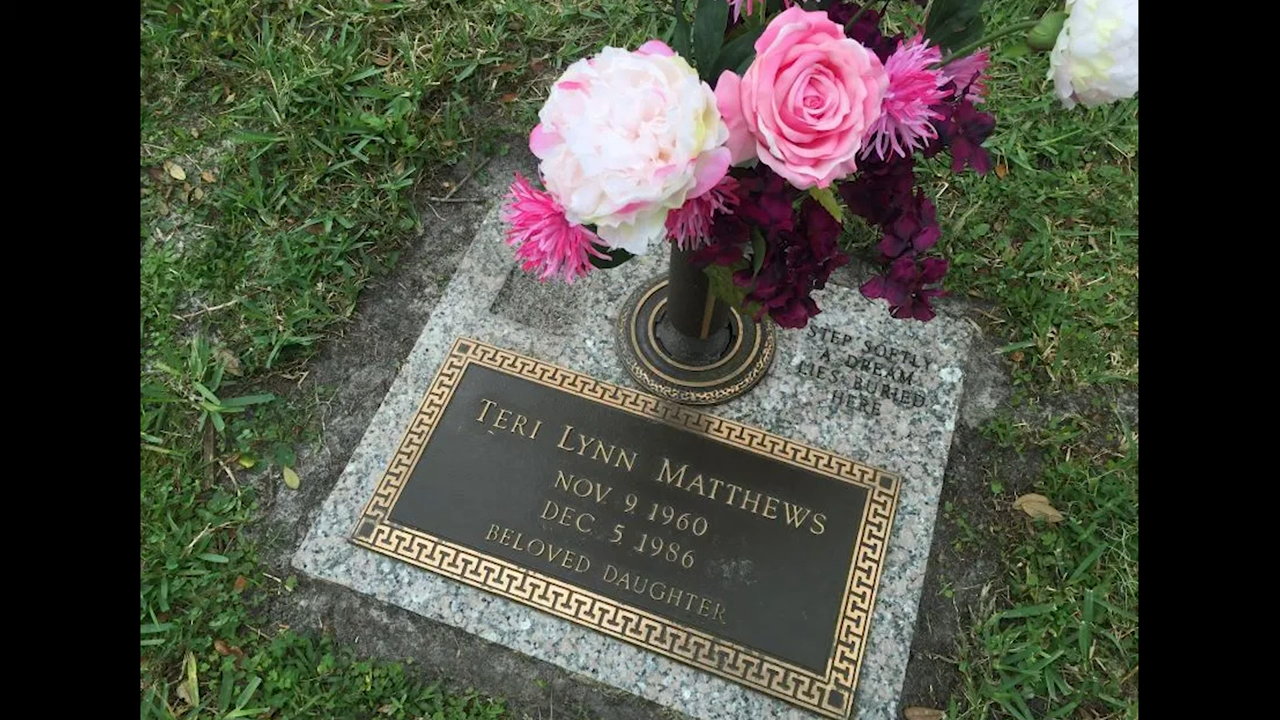 STEP SOFTLY
A DREAM
LIES BURIED
HERE
TERI LYNN MATTHEWS
NOV. 9, 1960
DEC. 5, 1986
BELOVED DAUGHTER